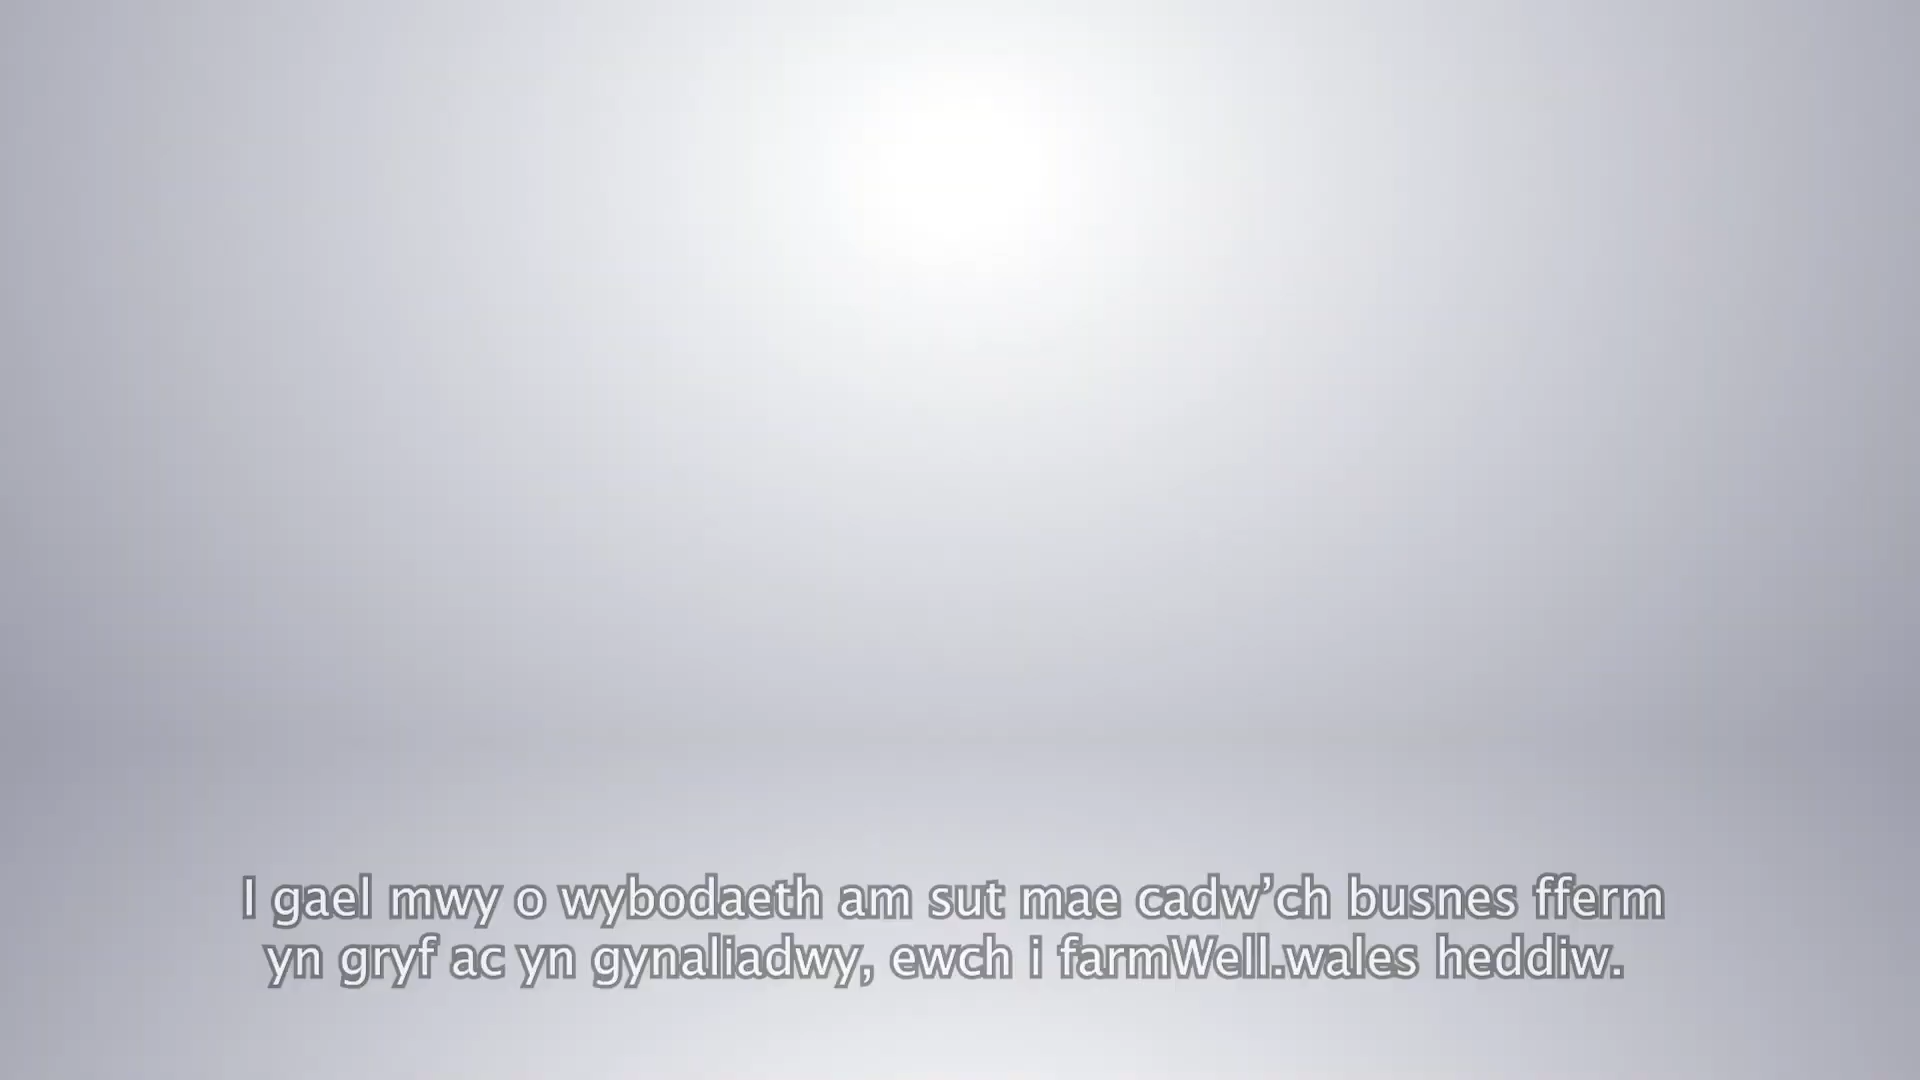 I gael mwy o wybodaeth am sut mae cadw’ch busnes fferm
yn gryf ac yn gynaliadwy, ewch i farmWell.wales heddiw.